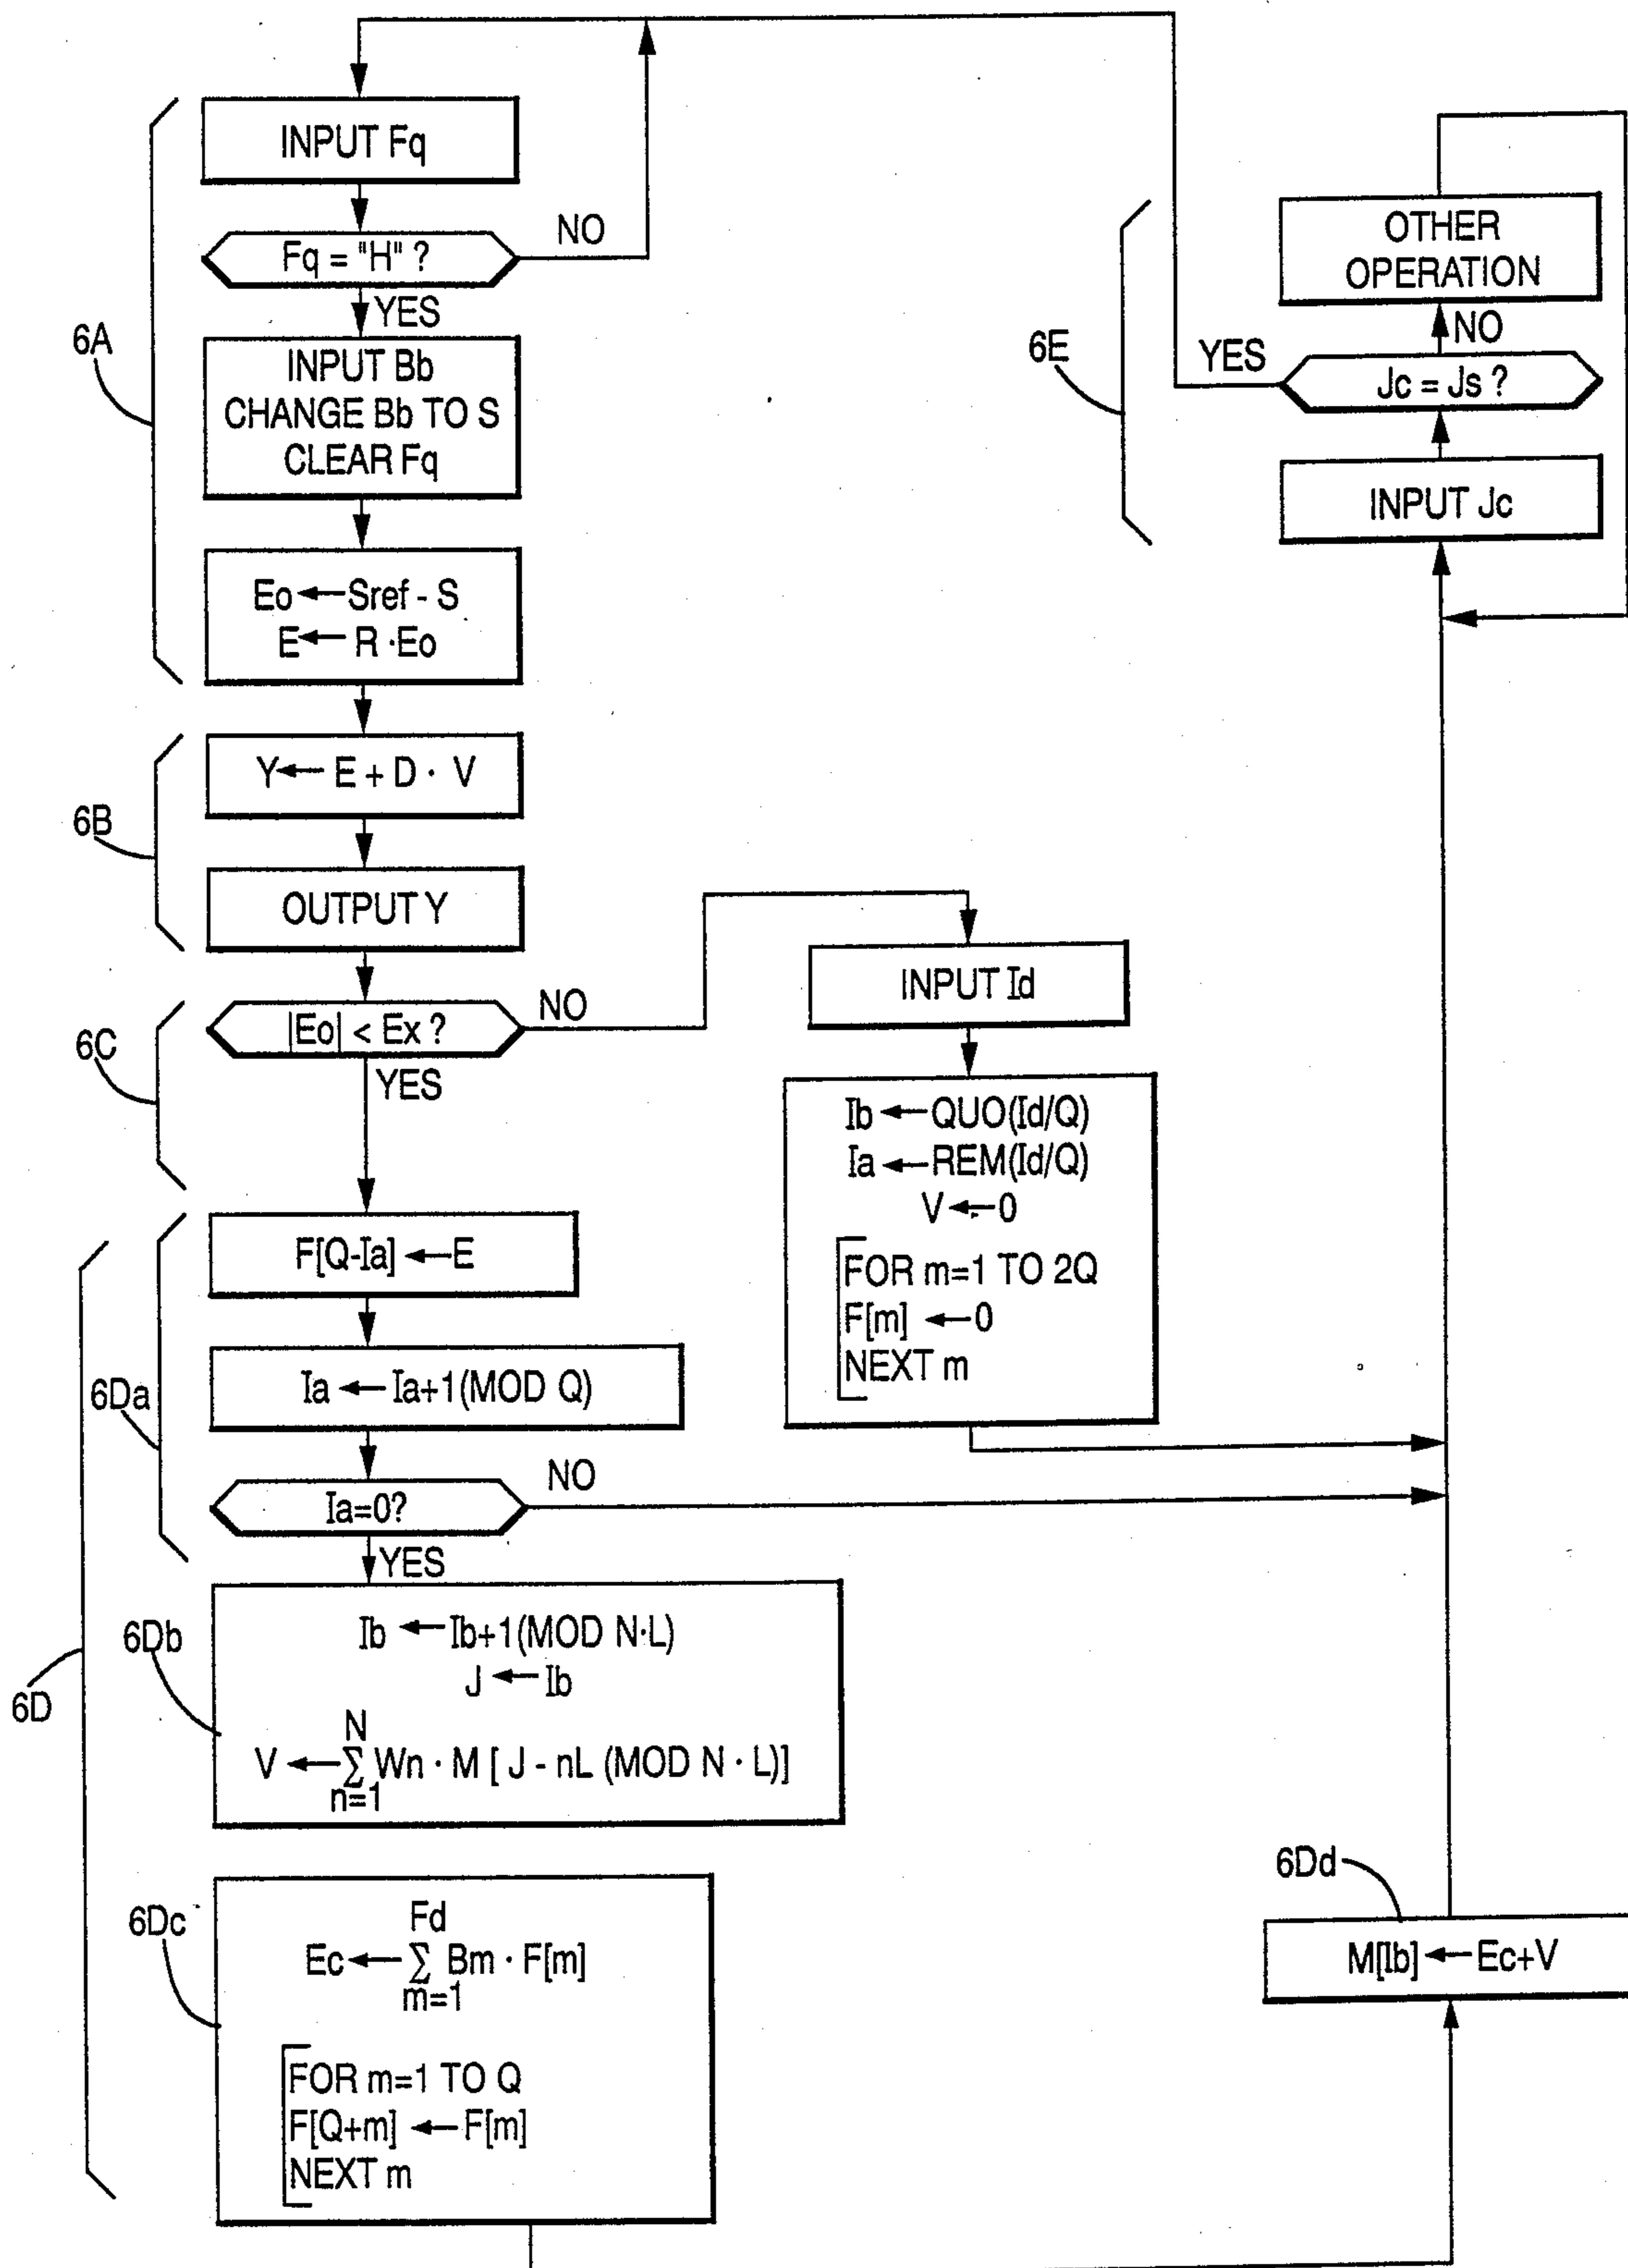 INPUT Fq
Fq = "H" ?
NO
YES
INPUT Bb
CHANGE Bb TO S
CLEAR Fq
Eo ← Sref - S
E ← R · Eo
6A
Y ← E + D · V
OUTPUT Y
6B
|Eo| < Ex ?
NO
YES
6C
INPUT Id
Ib ← QUO(Id/Q)
Ia ← REM(Id/Q)
V ← 0
FOR m=1 TO 2Q
F[m] ← 0
NEXT m
F[Q-Ia] ← E
Ia ← Ia+1(MOD Q)
Ia=0?
NO
YES
6Da
Ib ← Ib+1(MOD N·L)
J ← Ib
N
V ← Σ Wn · M [ J - nL (MOD N · L)]
n=1
6Db
6D
Fd
Ec ← Σ Bm · F[m]
m=1
FOR m=1 TO Q
F[Q+m] ← F[m]
NEXT m
6Dc
6Dd
M[Ib] ← Ec+V
INPUT Jc
Jc = Js ?
YES
NO
OTHER
OPERATION
6E